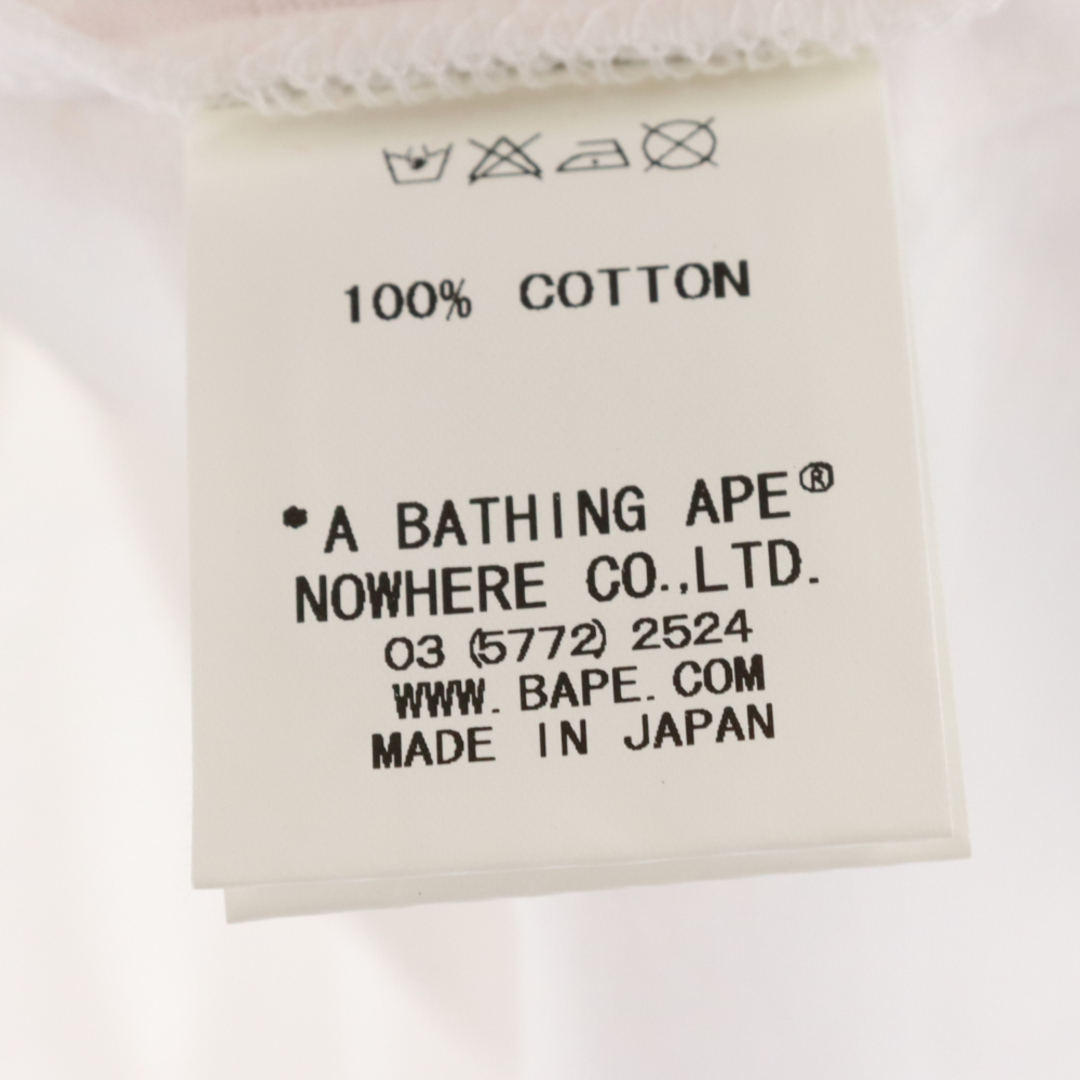 100% COTTON
*A BATHING APE®
NOWHERE CO.,LTD.
03 (5772) 2524
WWW. BAPE. COM
MADE IN JAPAN